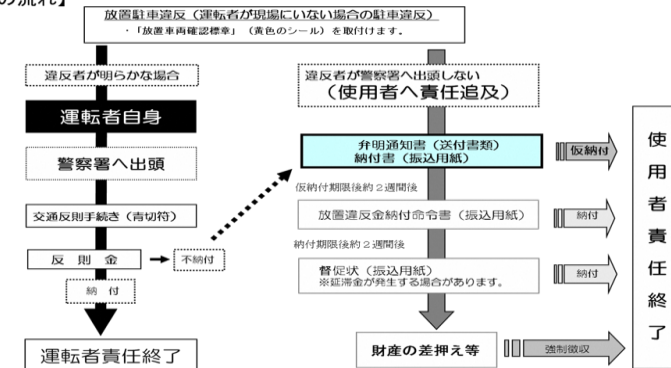 の流れ】
放置駐車違反（運転者が現場にいない場合の駐車違反）
・「放置車両確認標章」（黄色のシール）を取付けます。
違反者が明らかな場合
運転者自身
警察署へ出頭
交通反則手続き（青切符）
反則金
不納付
納付
運転者責任終了
違反者が警察署へ出頭しない
（使用者へ責任追及）
弁明通知書（送付書類）
納付書（振込用紙）
仮納付
仮納付期限後約２週間後
放置違反金納付命令書（振込用紙）
納付
納付期限後約２週間後
督促状（振込用紙）
※延滞金が発生する場合があります。
納付
財産の差押え等
強制徴収
使用者責任終了